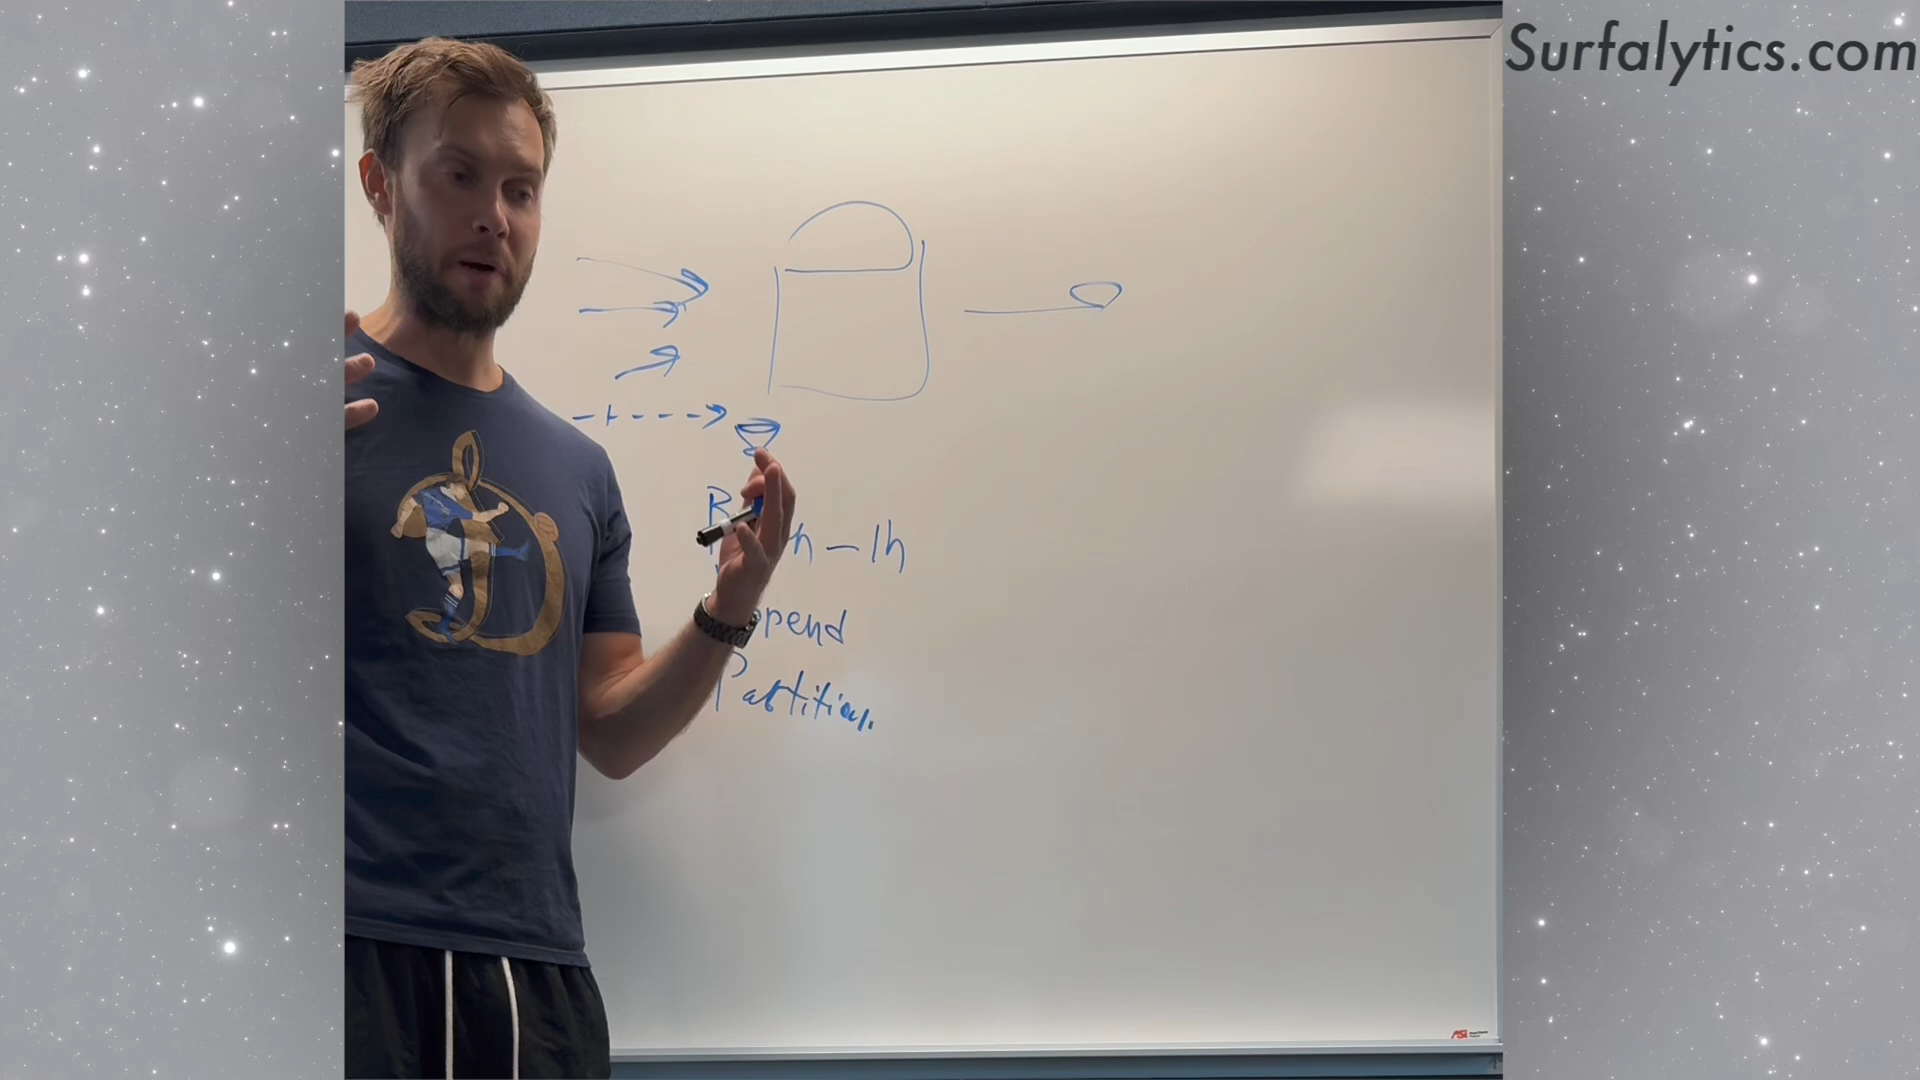 Surfalytics.com
h – 1h
pend
Partition.